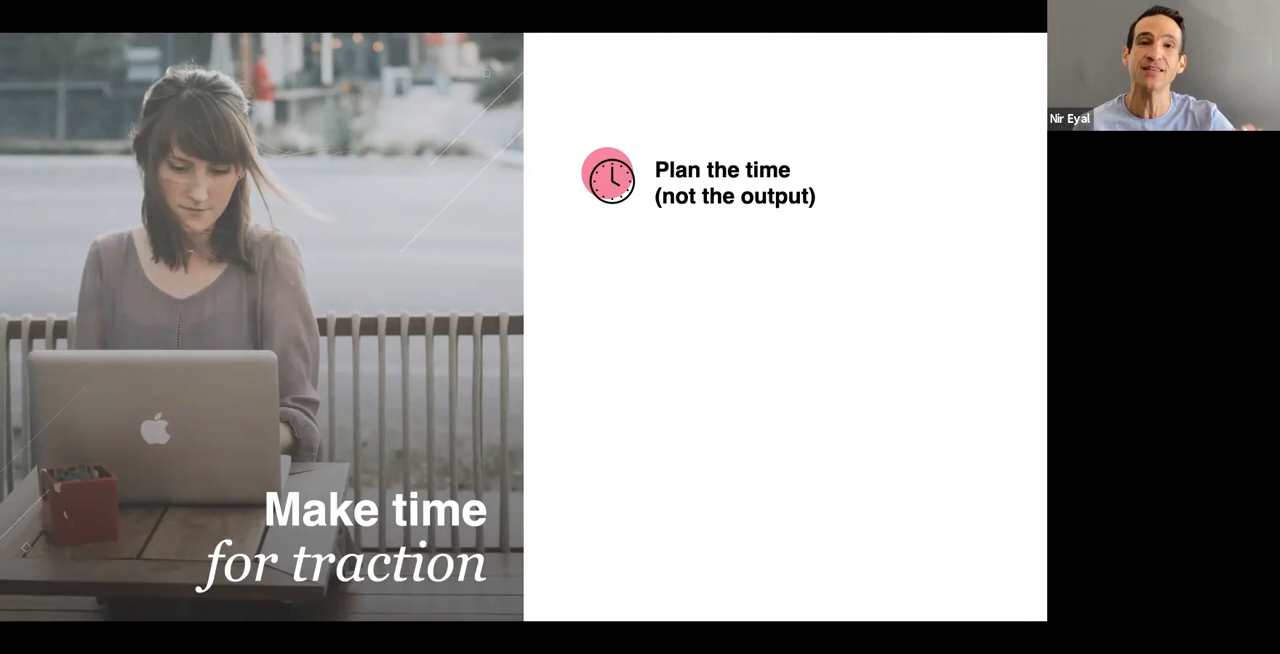 Make time
for traction
Plan the time
(not the output)
Nir Eyal